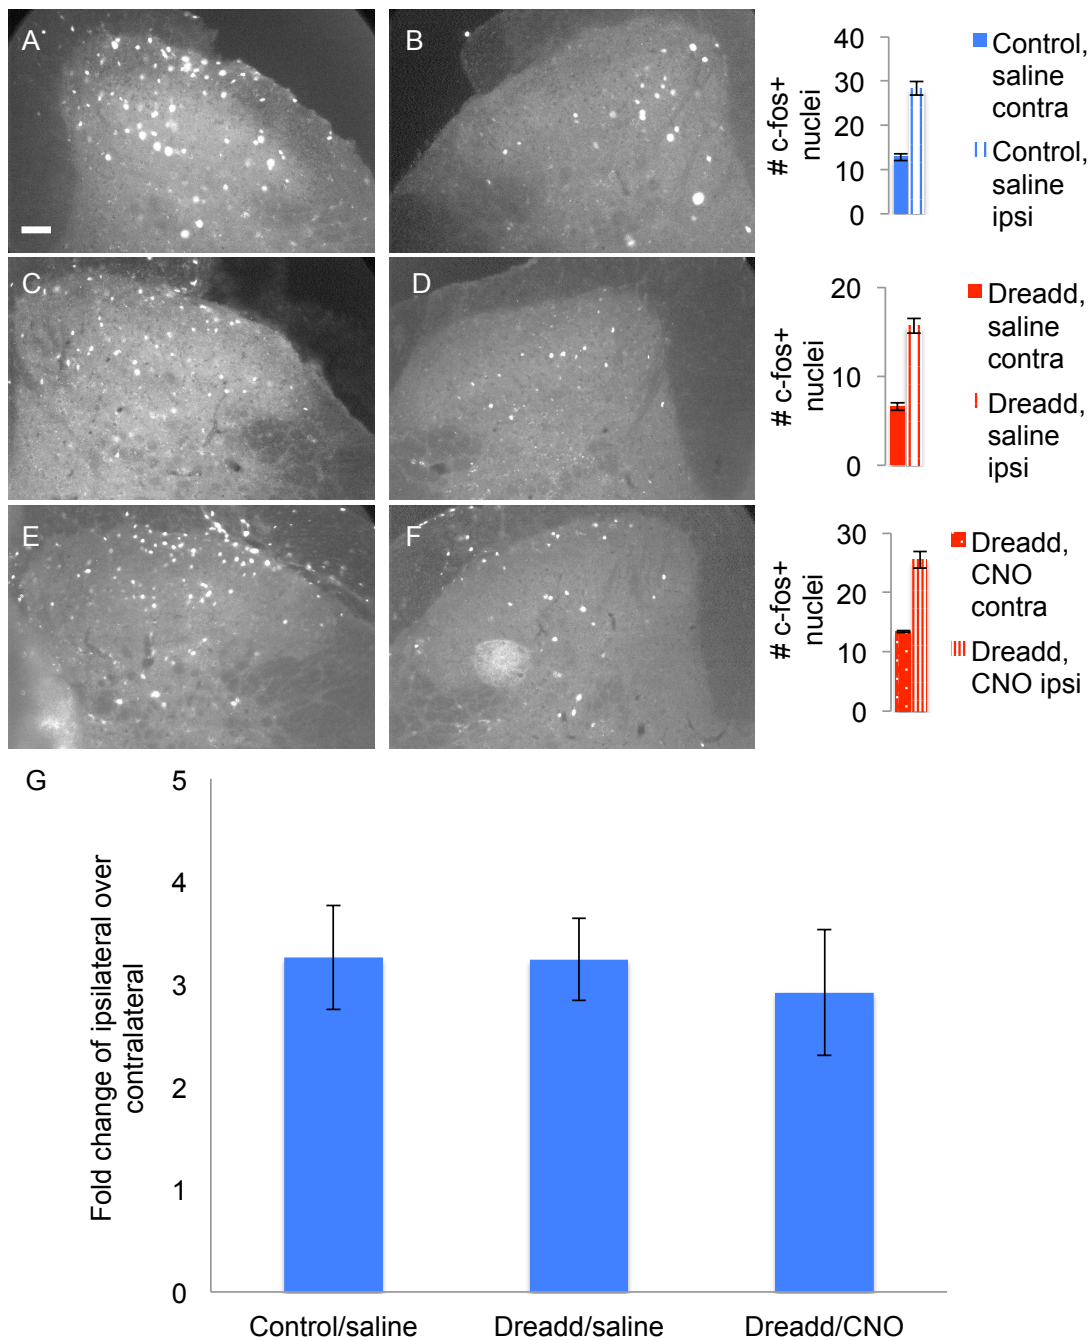 A
B
40
30
20
10
0
# c-fos+
nuclei
Control,
saline
contra
Control,
saline
ipsi
C
D
20
10
0
# c-fos+
nuclei
Dreadd,
saline
contra
Dreadd,
saline
ipsi
E
F
30
20
10
0
# c-fos+
nuclei
Dreadd,
CNO
contra
Dreadd,
CNO ipsi
G
Fold change of ipsilateral over
contralateral
5
4
3
2
1
0
Control/saline
Dreadd/saline
Dreadd/CNO